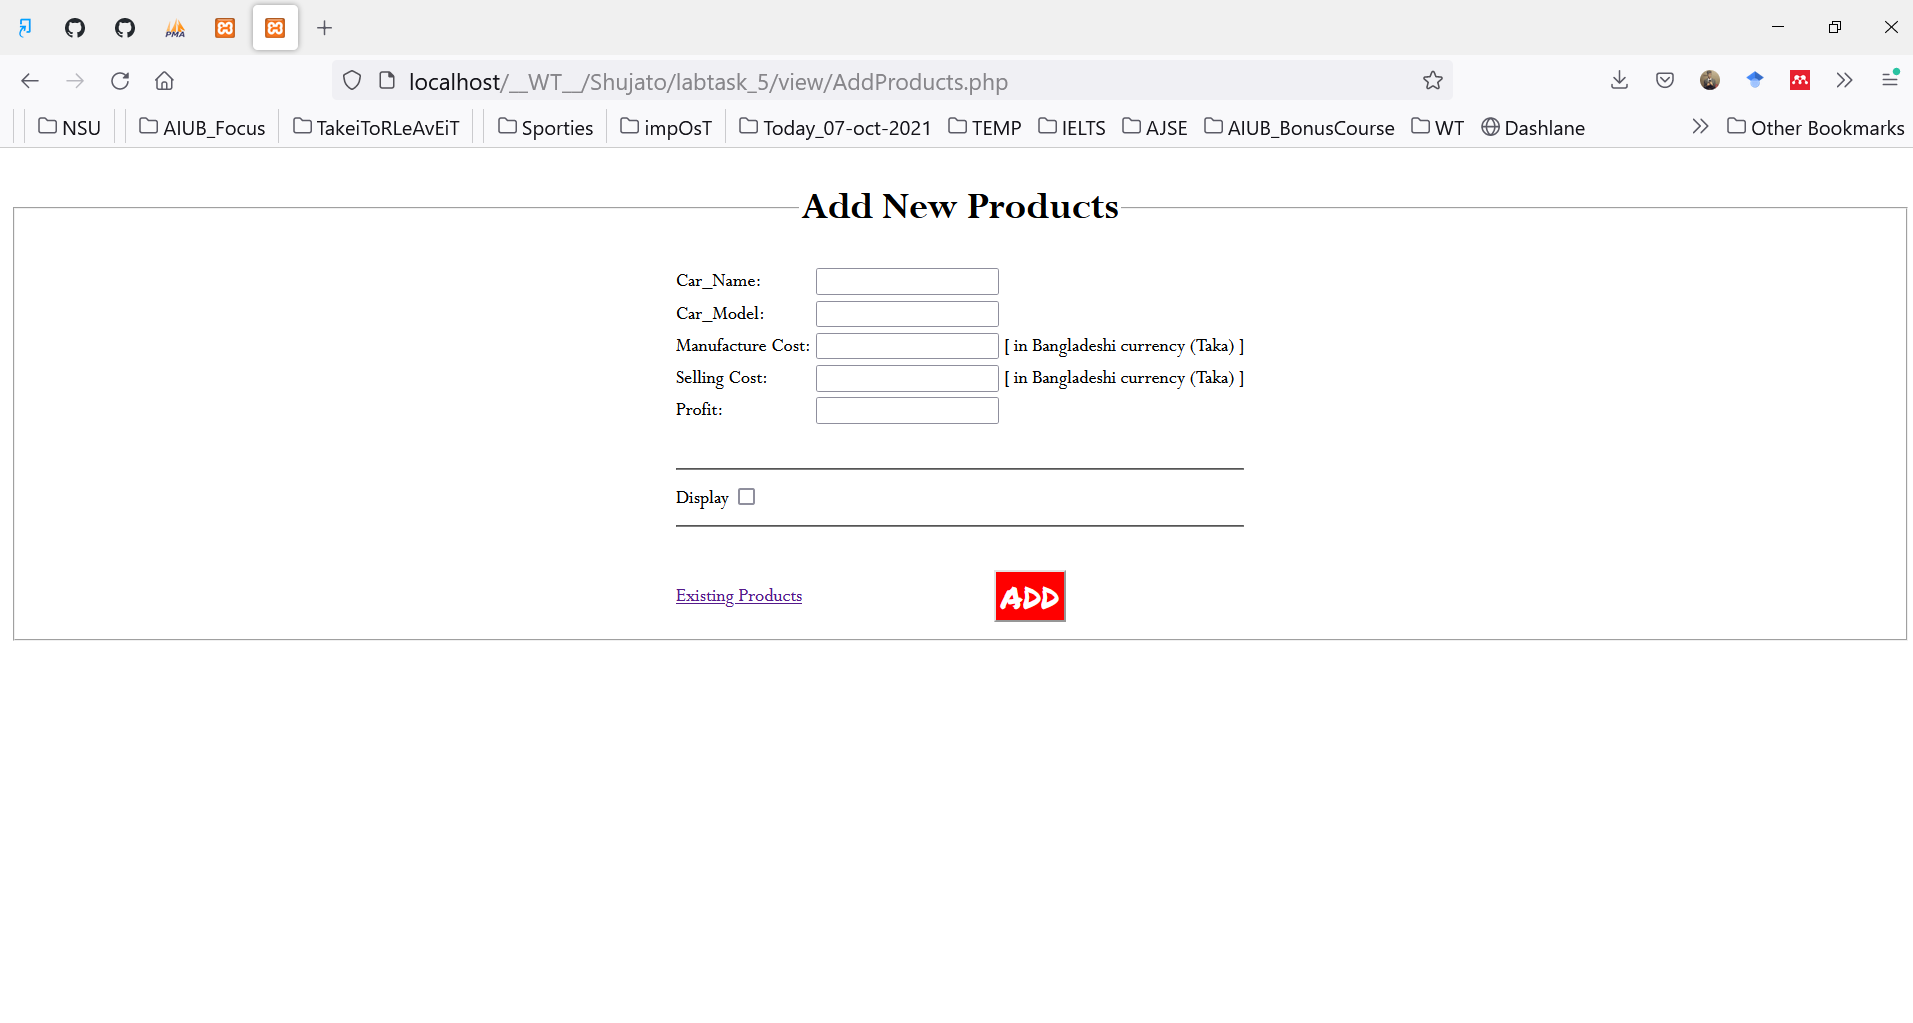 PMA
localhost/__WT__/Shujato/labtask_5/view/AddProducts.php
NSU AIUB_Focus TakeiToRLeAvEiT Sporties impOsT Today_07-oct-2021 TEMP IELTS AJSE AIUB_BonusCourse WT Dashlane Other Bookmarks
Add New Products
Car_Name:
Car_Model:
Manufacture Cost: [ in Bangladeshi currency (Taka) ]
Selling Cost: [ in Bangladeshi currency (Taka) ]
Profit:
Display
Existing Products ADD